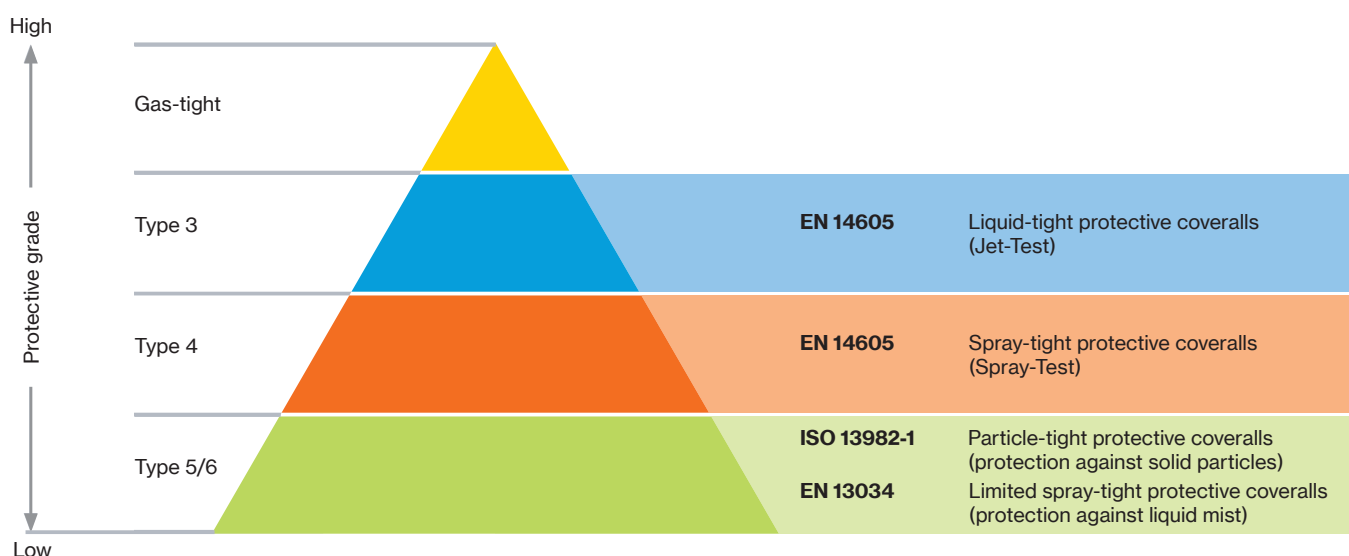 High
Gas-tight
Protective grade
Type 3
EN 14605
Liquid-tight protective coveralls
(Jet-Test)
Type 4
EN 14605
Spray-tight protective coveralls
(Spray-Test)
Type 5/6
ISO 13982-1
Particle-tight protective coveralls
(protection against solid particles)
EN 13034
Limited spray-tight protective coveralls
(protection against liquid mist)
Low